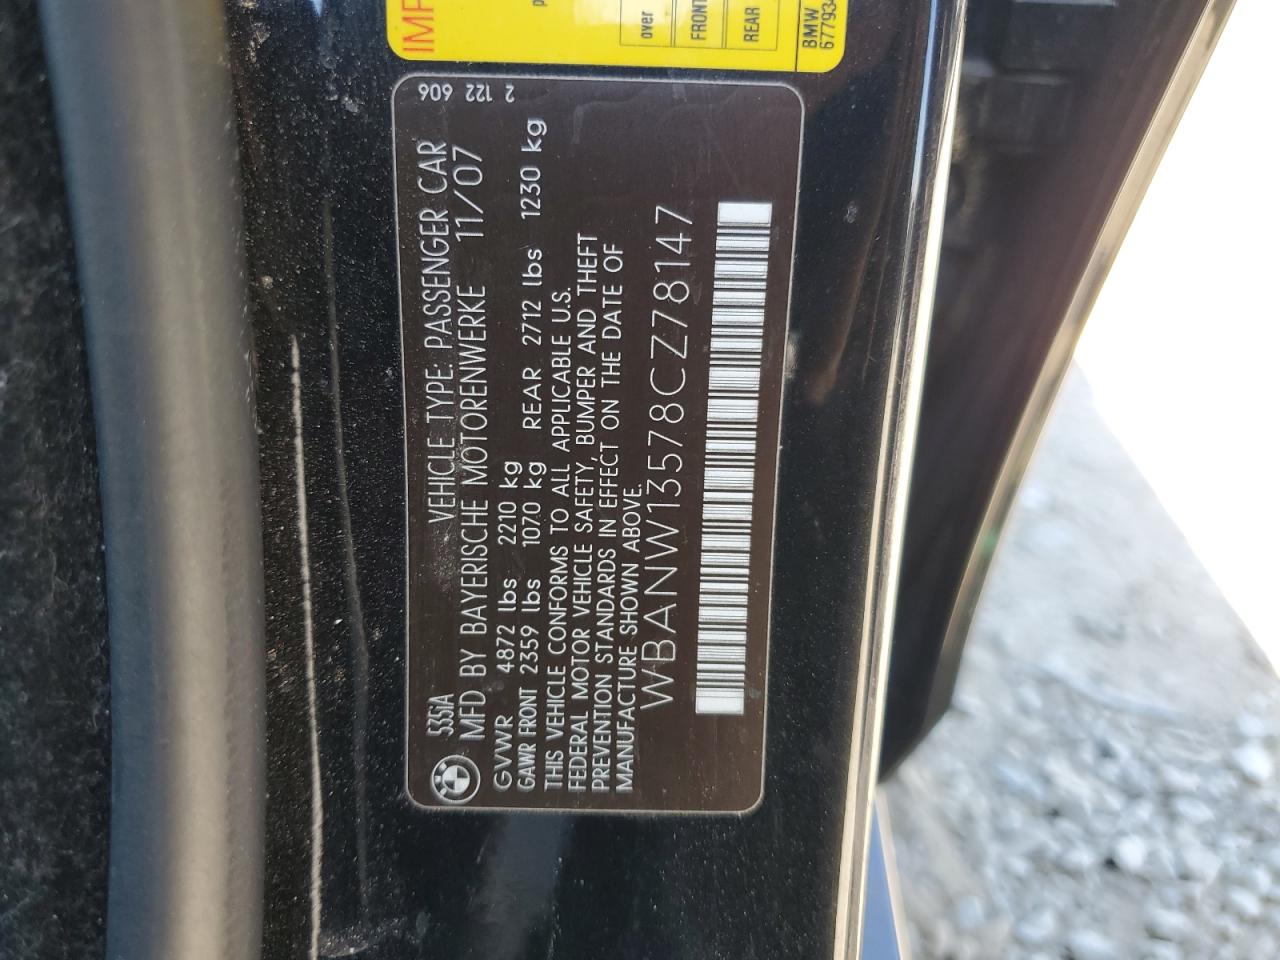 IMP
over
FRONT
REAR
BMW
67793
2 122 606
535iA VEHICLE TYPE: PASSENGER CAR
MFD BY BAYERISCHE MOTORENWERKE 11/07
GVWR 4872 lbs 2210 kg
GAWR FRONT 2359 lbs 1070 kg REAR 2712 lbs 1230 kg
THIS VEHICLE CONFORMS TO ALL APPLICABLE U.S.
FEDERAL MOTOR VEHICLE SAFETY, BUMPER AND THEFT
PREVENTION STANDARDS IN EFFECT ON THE DATE OF
MANUFACTURE SHOWN ABOVE.
WBANW13578CZ78147